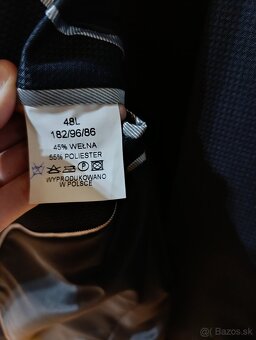 48L
182/96/86
45% WEŁNA
55% POLIESTER
WYPRODUKOWANO
W POLSCE
Bazos.sk